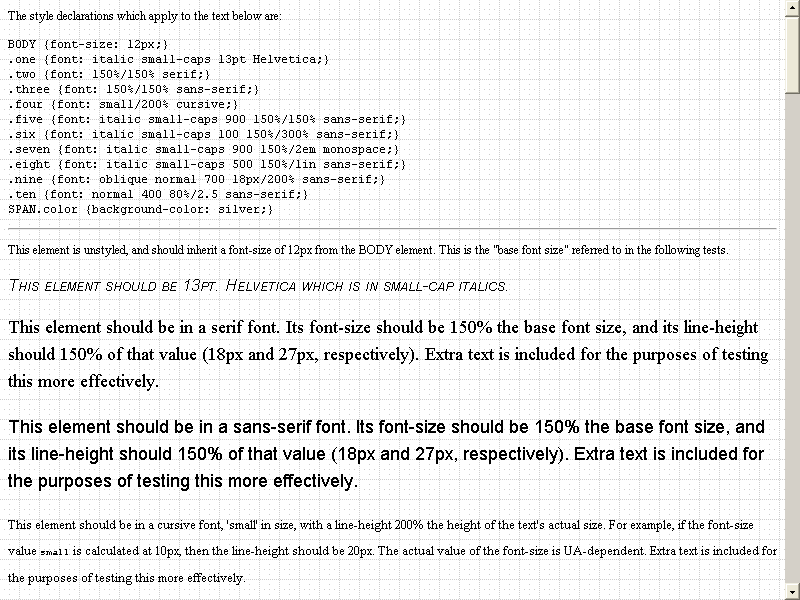 The style declarations which apply to the text below are:
BODY {font-size: 12px;}
.one {font: italic small-caps 13pt Helvetica;}
.two {font: 150%/150% serif;}
.three {font: 150%/150% sans-serif;}
.four {font: small/200% cursive;}
.five {font: italic small-caps 900 150%/150% sans-serif;}
.six {font: italic small-caps 100 150%/300% sans-serif;}
.seven {font: italic small-caps 900 150%/2em monospace;}
.eight {font: italic small-caps 500 150%/1in sans-serif;}
.nine {font: oblique normal 700 18px/200% sans-serif;}
.ten {font: normal 400 80%/2.5 sans-serif;}
SPAN.color {background-color: silver;}
This element is unstyled, and should inherit a font-size of 12px from the BODY element. This is the "base font size" referred to in the following tests.
This element should be 13pt. Helvetica which is in small-cap italics.
This element should be in a serif font. Its font-size should be 150% the base font size, and its line-height
should 150% of that value (18px and 27px, respectively). Extra text is included for the purposes of testing
this more effectively.
This element should be in a sans-serif font. Its font-size should be 150% the base font size, and
its line-height should 150% of that value (18px and 27px, respectively). Extra text is included for
the purposes of testing this more effectively.
This element should be in a cursive font, 'small' in size, with a line-height 200% the height of the text's actual size. For example, if the font-size
value small is calculated at 10px, then the line-height should be 20px. The actual value of the font-size is UA-dependent. Extra text is included for
the purposes of testing this more effectively.